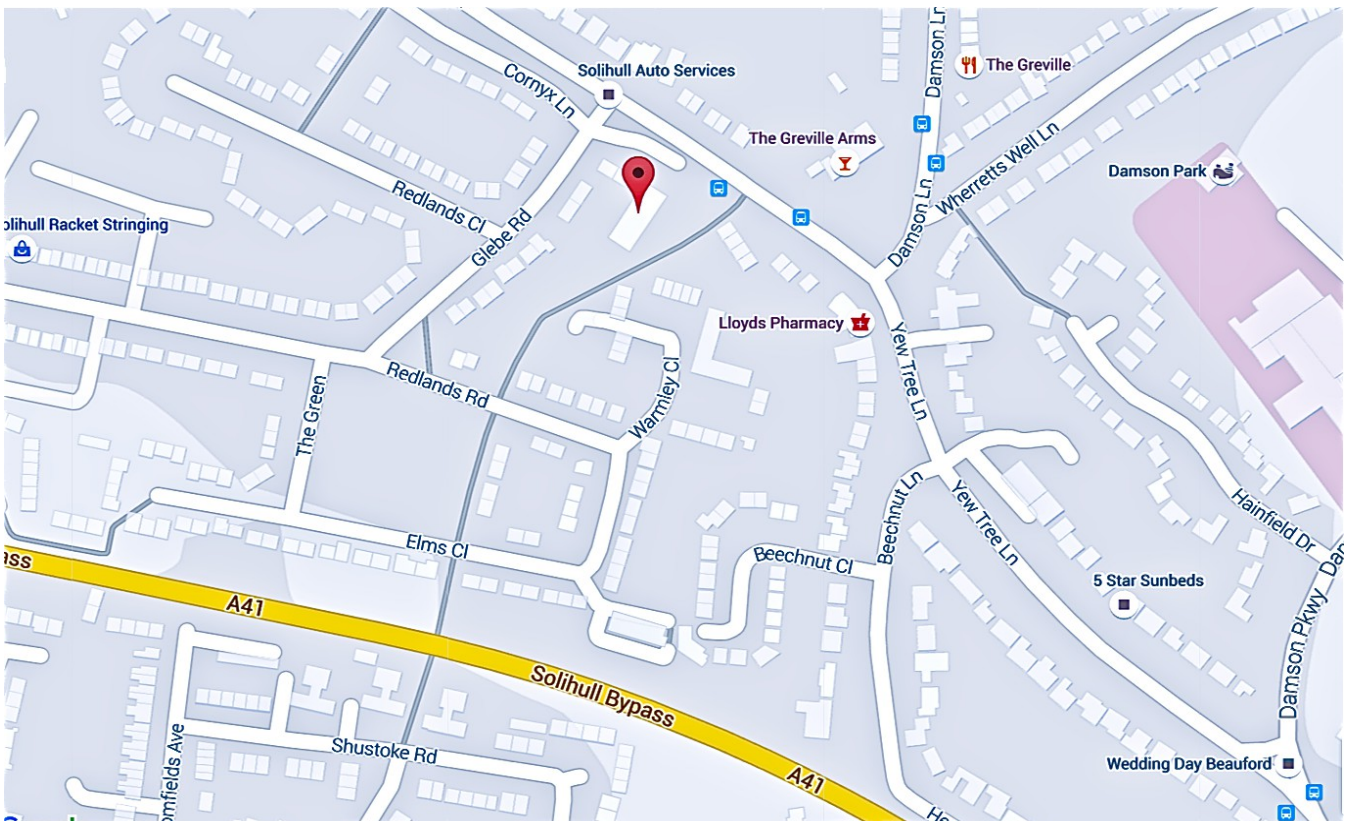 Damson Ln
The Greville
Solihull Auto Services
Cornyx Ln
The Greville Arms
Wherretts Well Ln
Damson Park
Redlands Cl
Damson Ln
olihull Racket Stringing
Glebe Rd
Lloyds Pharmacy
Yew Tree Ln
Redlands Rd
Warmley Cl
The Green
Beechnut Ln
Yew Tree Ln
Hainfield Dr
Elms Cl
Beechnut Cl
ass
A41
5 Star Sunbeds
Damson Pkwy
Solihull Bypass
Shustoke Rd
omfields Ave
Wedding Day Beauford
A41